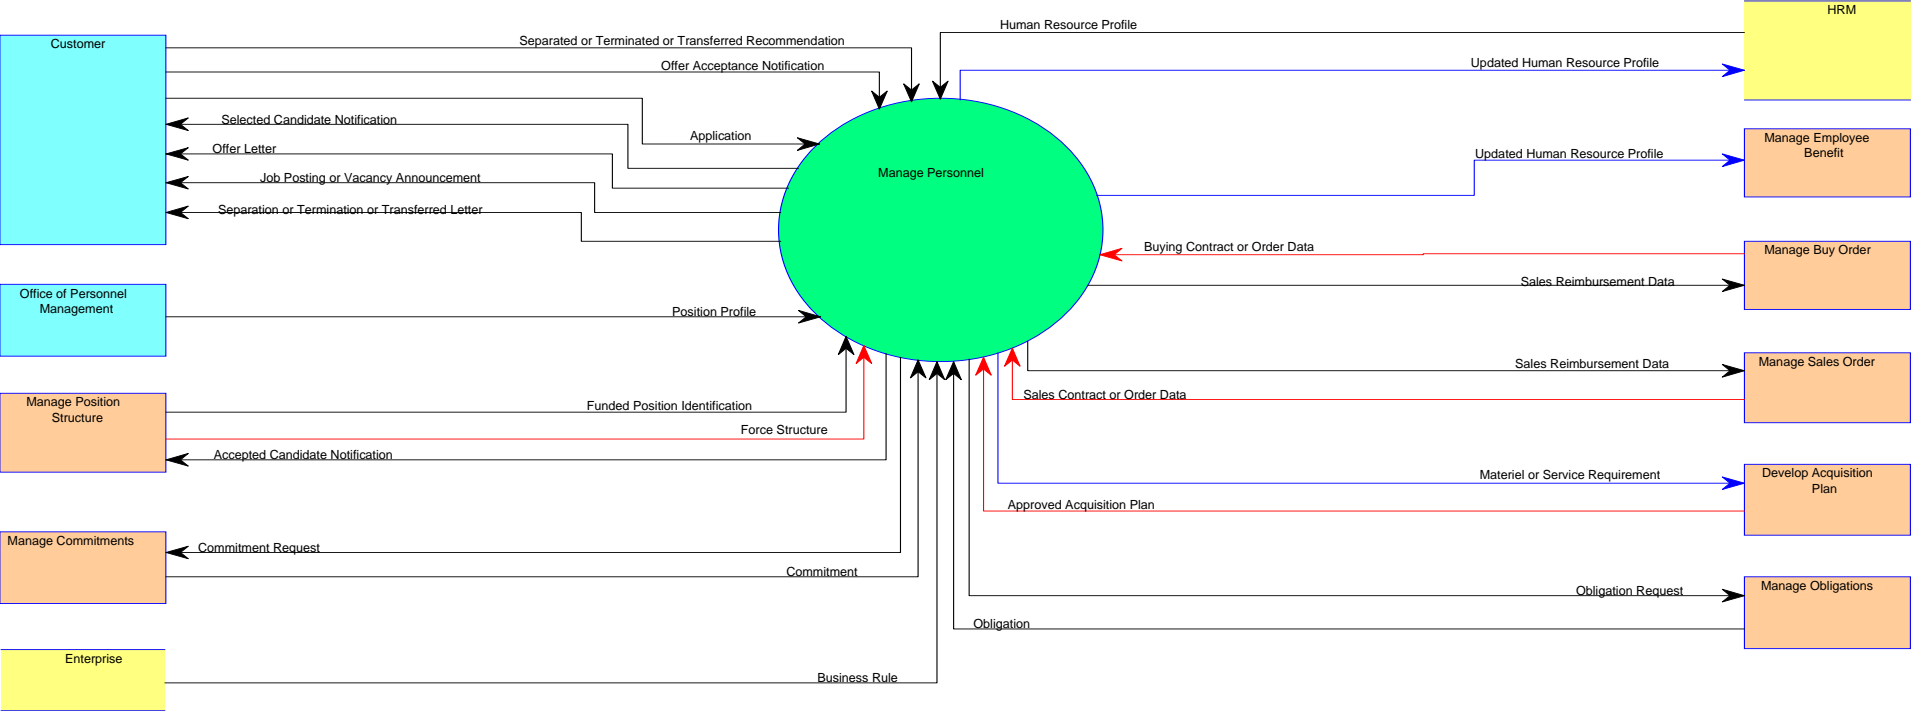 Customer
Separated or Terminated or Transferred Recommendation
Offer Acceptance Notification
Selected Candidate Notification
Application
Offer Letter
Job Posting or Vacancy Announcement
Separation or Termination or Transferred Letter
Office of Personnel
Management
Position Profile
Manage Position
Structure
Funded Position Identification
Force Structure
Accepted Candidate Notification
Manage Commitments
Commitment Request
Commitment
Enterprise
Business Rule
Manage Personnel
Human Resource Profile
HRM
Updated Human Resource Profile
Manage Employee
Benefit
Updated Human Resource Profile
Buying Contract or Order Data
Manage Buy Order
Sales Reimbursement Data
Sales Reimbursement Data
Manage Sales Order
Sales Contract or Order Data
Materiel or Service Requirement
Develop Acquisition
Plan
Approved Acquisition Plan
Obligation Request
Manage Obligations
Obligation